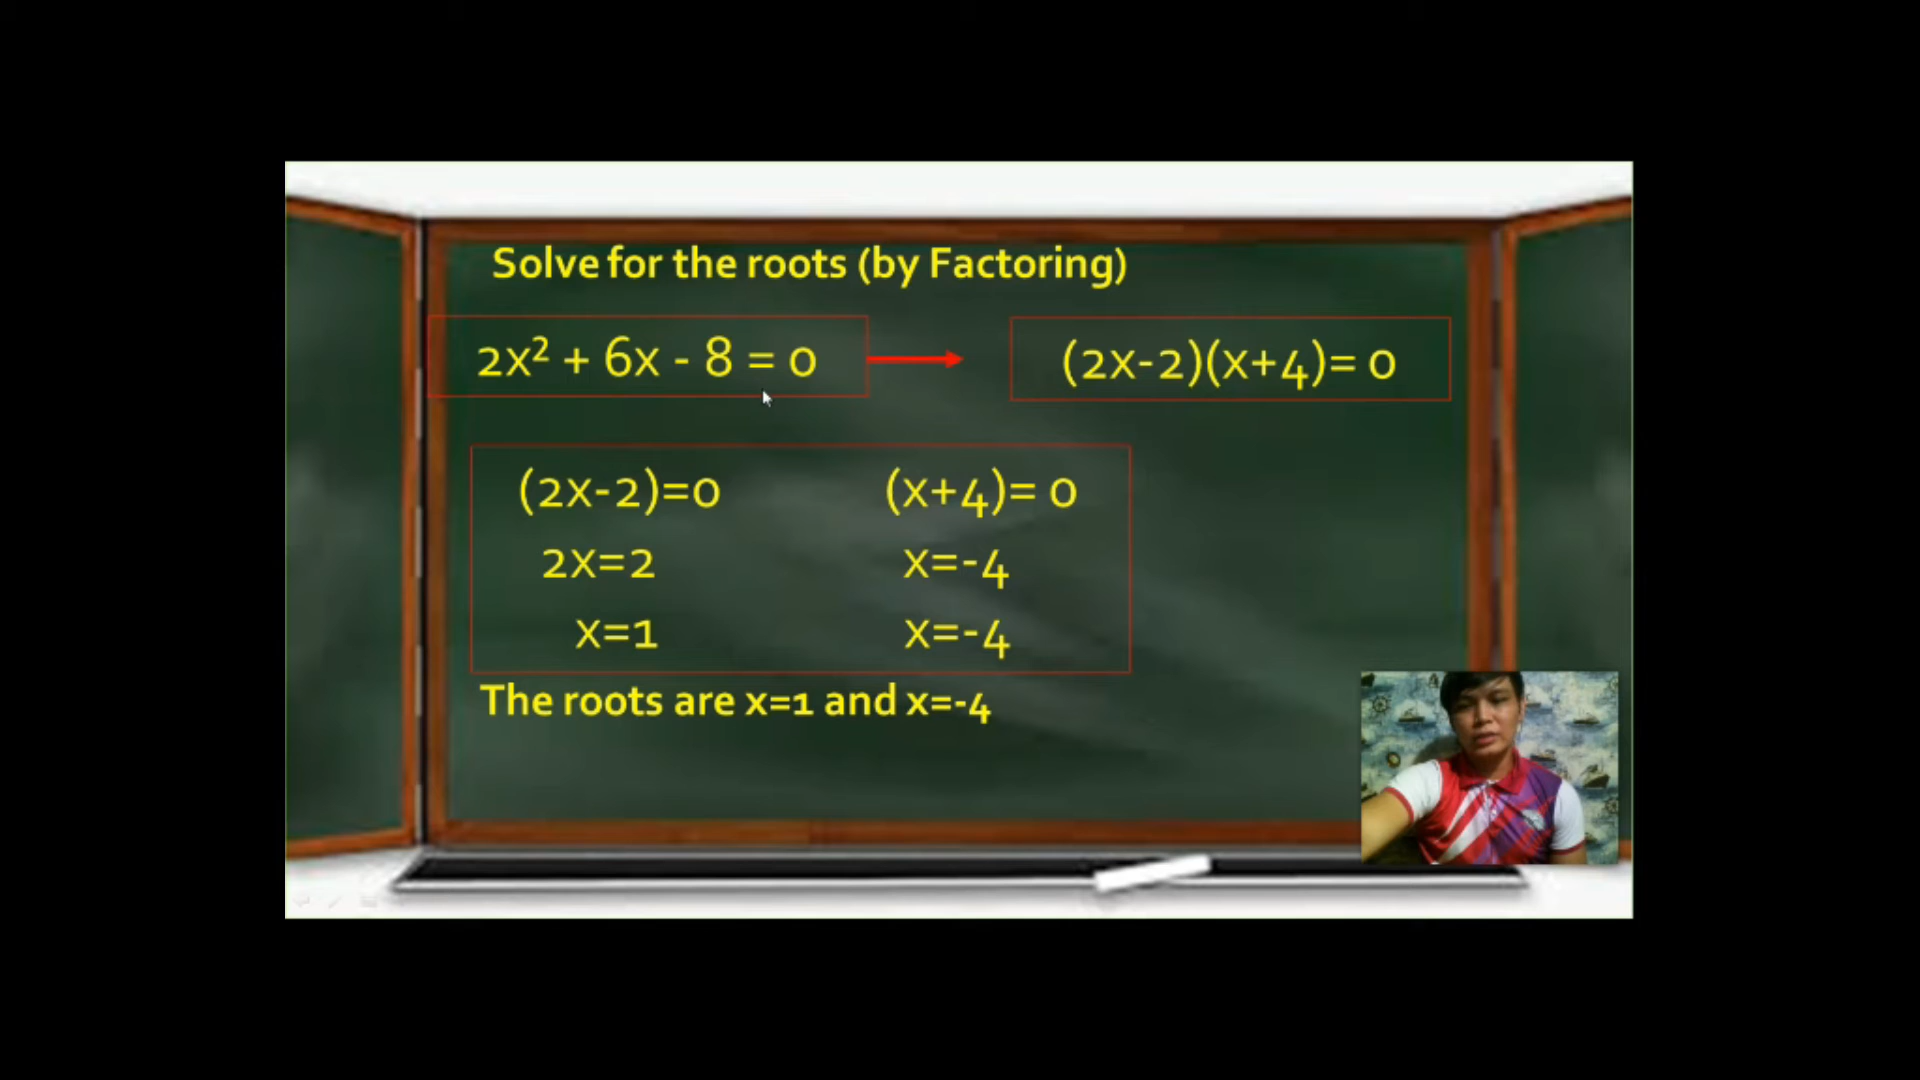 Solve for the roots (by Factoring)
2x² + 6x - 8 = 0
(2x-2)(x+4)= 0
(2x-2)=0 (x+4)= 0
2x=2 x=-4
x=1 x=-4
The roots are x=1 and x=-4